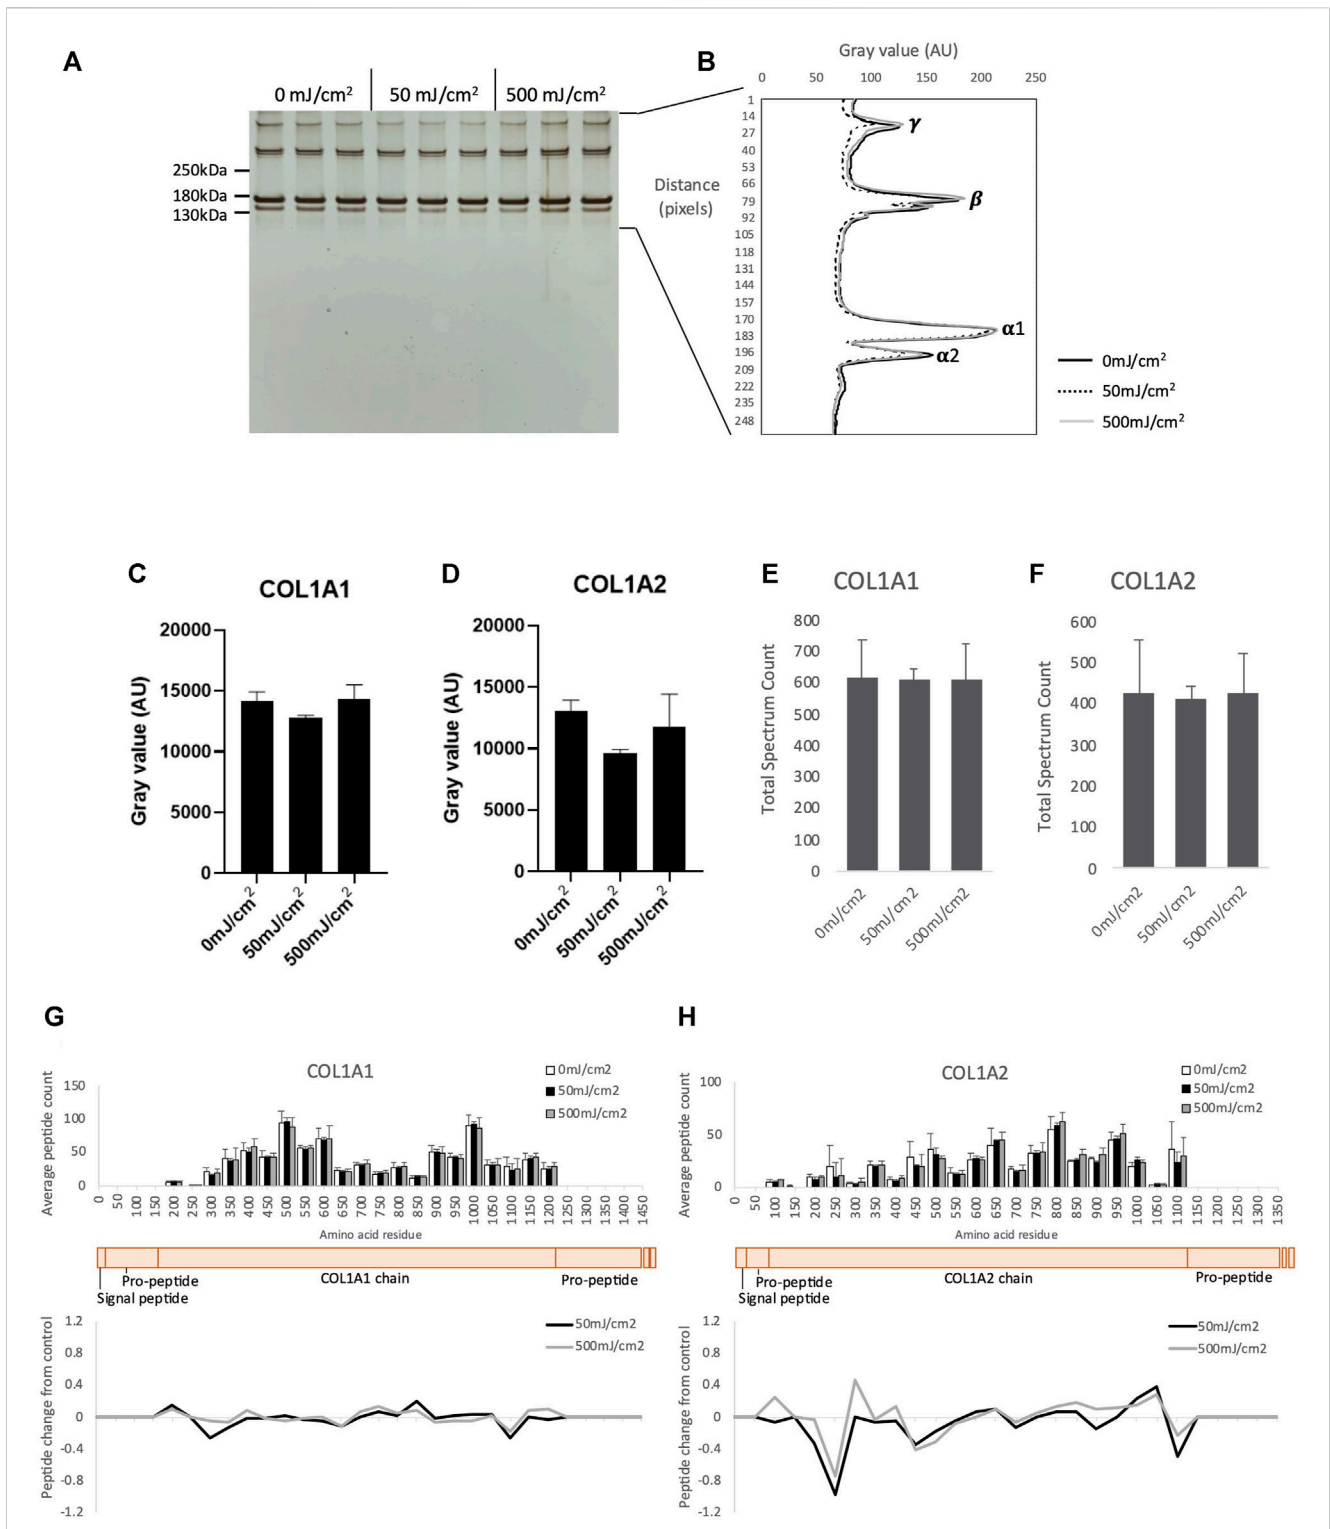 A
0 mJ/cm²
50 mJ/cm²
500 mJ/cm²
250kDa
180kDa
130kDa
B
Gray value (AU)
0
50
100
150
200
250
Distance
(pixels)
1
14
27
40
53
66
79
92
105
118
131
144
157
170
183
196
209
222
235
248
γ
β
α1
α2
0mJ/cm²
50mJ/cm²
500mJ/cm²
C
COL1A1
Gray value (AU)
20000
15000
10000
5000
0
0mJ/cm²
50mJ/cm²
500mJ/cm²
D
COL1A2
Gray value (AU)
20000
15000
10000
5000
0
0mJ/cm²
50mJ/cm²
500mJ/cm²
E
COL1A1
Total Spectrum Count
800
700
600
500
400
300
200
100
0
0mJ/cm2
50mJ/cm2
500mJ/cm2
F
COL1A2
Total Spectrum Count
600
500
400
300
200
100
0
0mJ/cm2
50mJ/cm2
500mJ/cm2
G
COL1A1
0mJ/cm2
50mJ/cm2
500mJ/cm2
Average peptide count
150
100
50
0
0 50 100 150 200 250 300 350 400 450 500 550 600 650 700 750 800 850 900 950 1000 1050 1100 1150 1200 1250 1300 1350 1400 1450
Amino acid residue
Pro-peptide
Signal peptide
COL1A1 chain
Pro-peptide
Peptide change from control
1.2
0.8
0.4
0
-0.4
-0.8
-1.2
50mJ/cm2
500mJ/cm2
H
COL1A2
0mJ/cm2
50mJ/cm2
500mJ/cm2
Average peptide count
100
50
0
0 50 100 150 200 250 300 350 400 450 500 550 600 650 700 750 800 850 900 950 1000 1050 1100 1150 1200 1250 1300 1350
Amino acid residue
Pro-peptide
Signal peptide
COL1A2 chain
Pro-peptide
Peptide change from control
1.2
0.8
0.4
0
-0.4
-0.8
-1.2
50mJ/cm2
500mJ/cm2